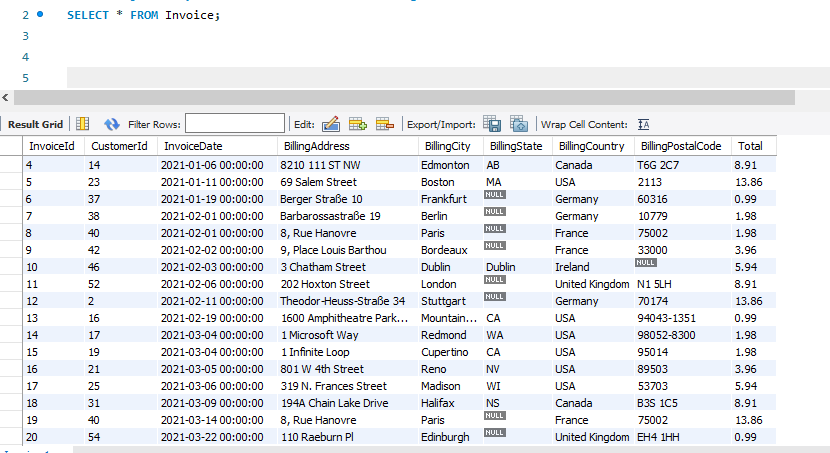 2 SELECT * FROM Invoice;
3
4
5
Result Grid Filter Rows: Edit: Export/Import: Wrap Cell Content:
InvoiceId CustomerId InvoiceDate BillingAddress BillingCity BillingState BillingCountry BillingPostalCode Total
4 14 2021-01-06 00:00:00 8210 111 ST NW Edmonton AB Canada T6G 2C7 8.91
5 23 2021-01-11 00:00:00 69 Salem Street Boston MA USA 2113 13.86
6 37 2021-01-19 00:00:00 Berger Straße 10 Frankfurt NULL Germany 60316 0.99
7 38 2021-02-01 00:00:00 Barbarossastraße 19 Berlin NULL Germany 10779 1.98
8 40 2021-02-01 00:00:00 8, Rue Hanovre Paris NULL France 75002 1.98
9 42 2021-02-02 00:00:00 9, Place Louis Barthou Bordeaux NULL France 33000 3.96
10 46 2021-02-03 00:00:00 3 Chatham Street Dublin Dublin Ireland NULL 5.94
11 52 2021-02-06 00:00:00 202 Hoxton Street London NULL United Kingdom N1 5LH 8.91
12 2 2021-02-11 00:00:00 Theodor-Heuss-Straße 34 Stuttgart NULL Germany 70174 13.86
13 16 2021-02-19 00:00:00 1600 Amphitheatre Park... Mountain... CA USA 94043-1351 0.99
14 17 2021-03-04 00:00:00 1 Microsoft Way Redmond WA USA 98052-8300 1.98
15 19 2021-03-04 00:00:00 1 Infinite Loop Cupertino CA USA 95014 1.98
16 21 2021-03-05 00:00:00 801 W 4th Street Reno NV USA 89503 3.96
17 25 2021-03-06 00:00:00 319 N. Frances Street Madison WI USA 53703 5.94
18 31 2021-03-09 00:00:00 194A Chain Lake Drive Halifax NS Canada B3S 1C5 8.91
19 40 2021-03-14 00:00:00 8, Rue Hanovre Paris NULL France 75002 13.86
20 54 2021-03-22 00:00:00 110 Raeburn Pl Edinburgh NULL United Kingdom EH4 1HH 0.99